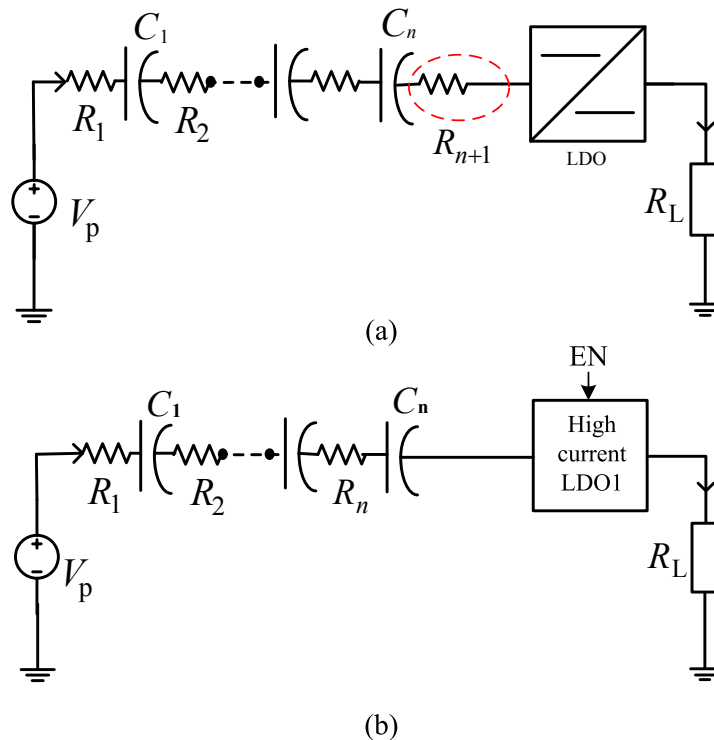 C1 Cn
R1 R2 Rn+1
LDO
Vp RL
+
−
(a)
EN
C1 Cn
High
current
LDO1
R1 R2 Rn
Vp RL
+
−
(b)